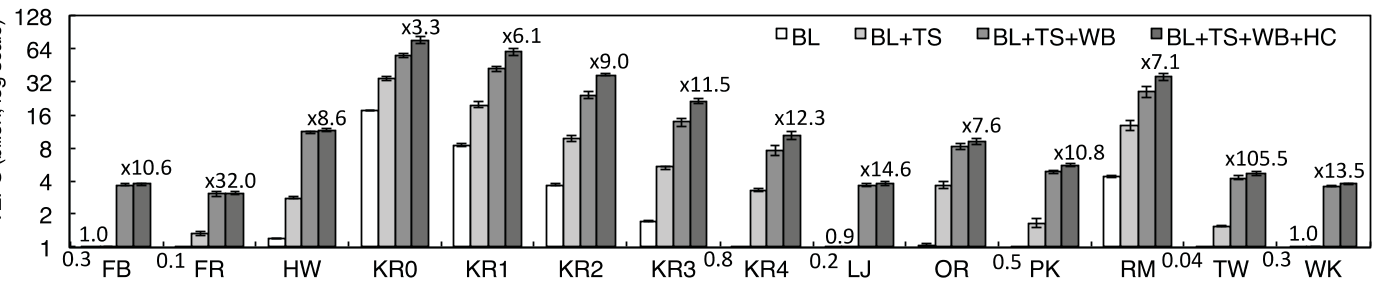 128
64
32
16
8
4
2
1
BL BL+TS BL+TS+WB BL+TS+WB+HC
x10.6 x32.0 x8.6 x3.3 x6.1 x9.0 x11.5 x12.3 x14.6 x7.6 x10.8 x7.1 x105.5 x13.5
1.0 0.9 1.0
0.3 0.1 0.8 0.2 0.5 0.04 0.3
FB FR HW KR0 KR1 KR2 KR3 KR4 LJ OR PK RM TW WK